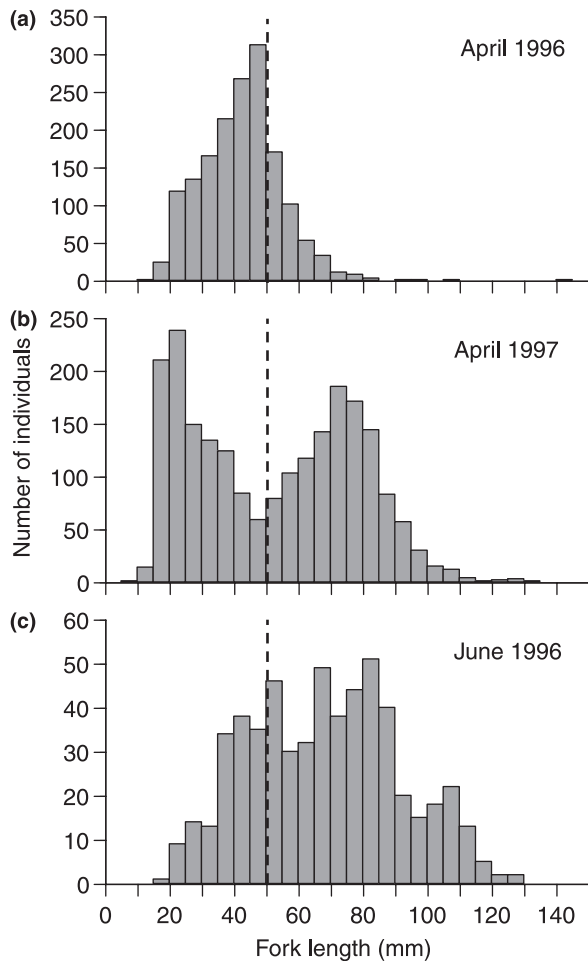 (a)
April 1996
350
300
250
200
150
100
50
0
(b)
April 1997
250
200
150
100
50
0
(c)
June 1996
60
50
40
30
20
10
0
Number of individuals
0 20 40 60 80 100 120 140
Fork length (mm)